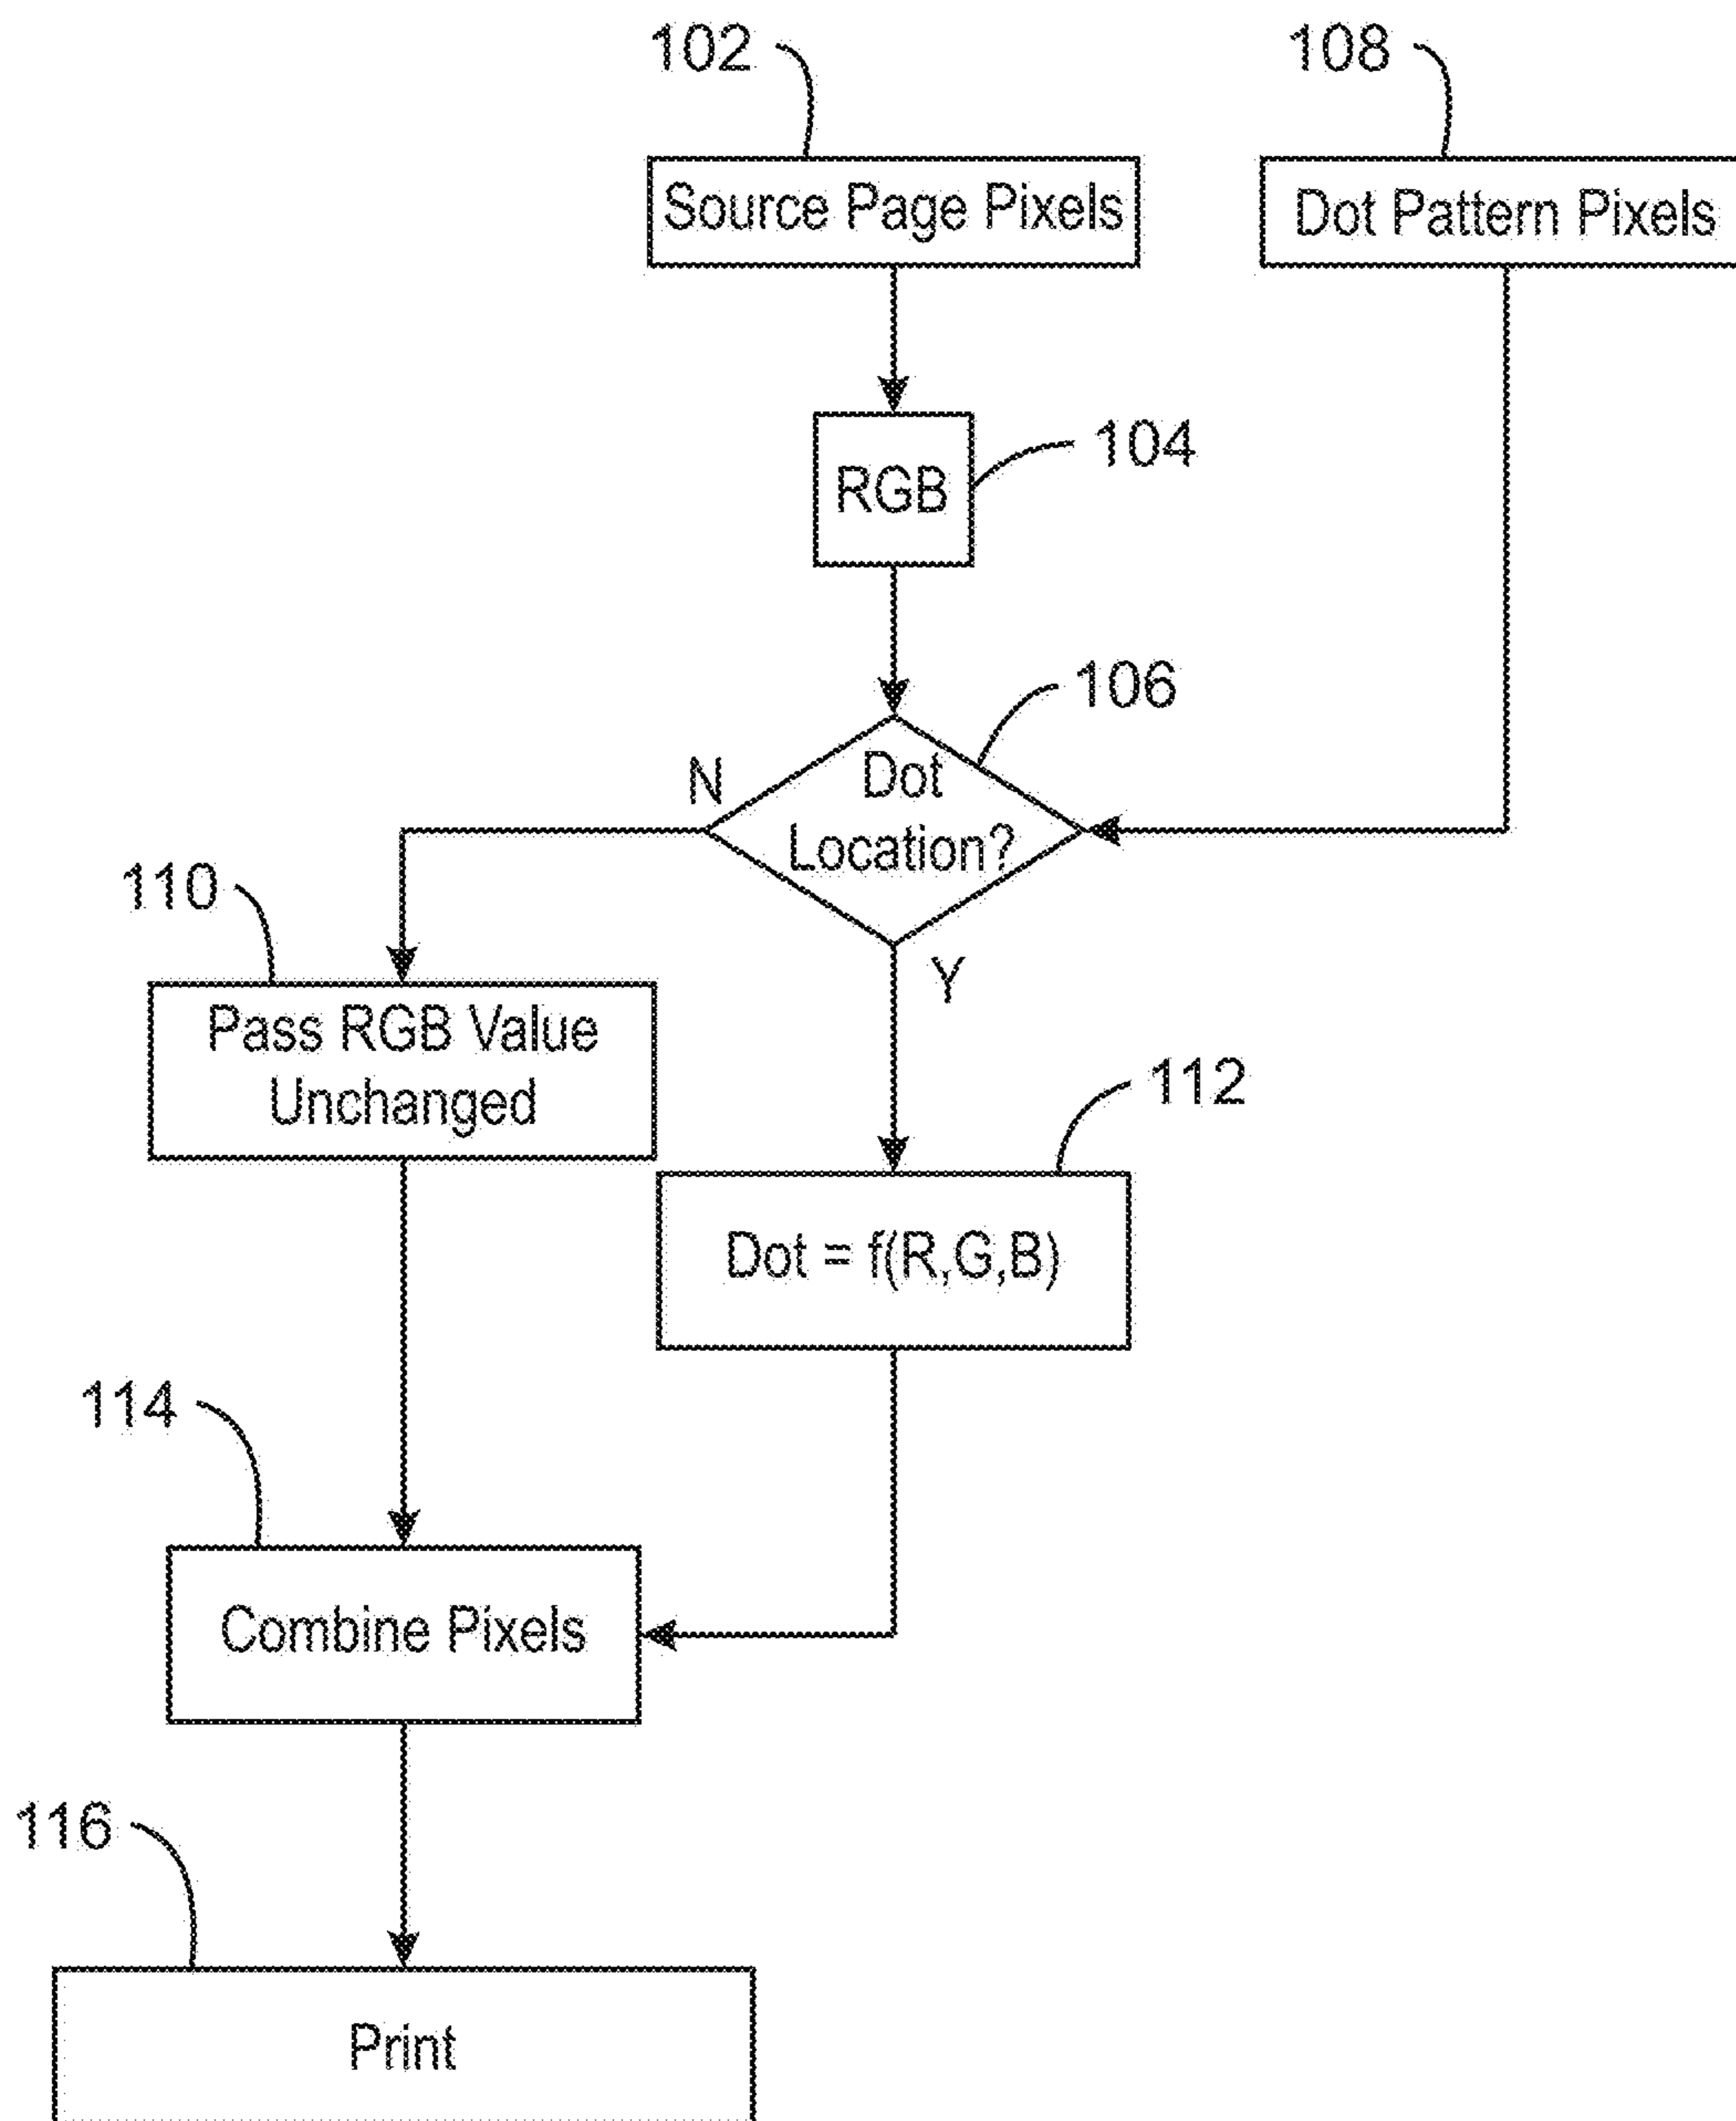 102
108
Source Page Pixels
Dot Pattern Pixels
RGB
104
106
N
Dot
Location?
110
Y
Pass RGB Value
Unchanged
112
Dot = f(R,G,B)
114
Combine Pixels
116
Print